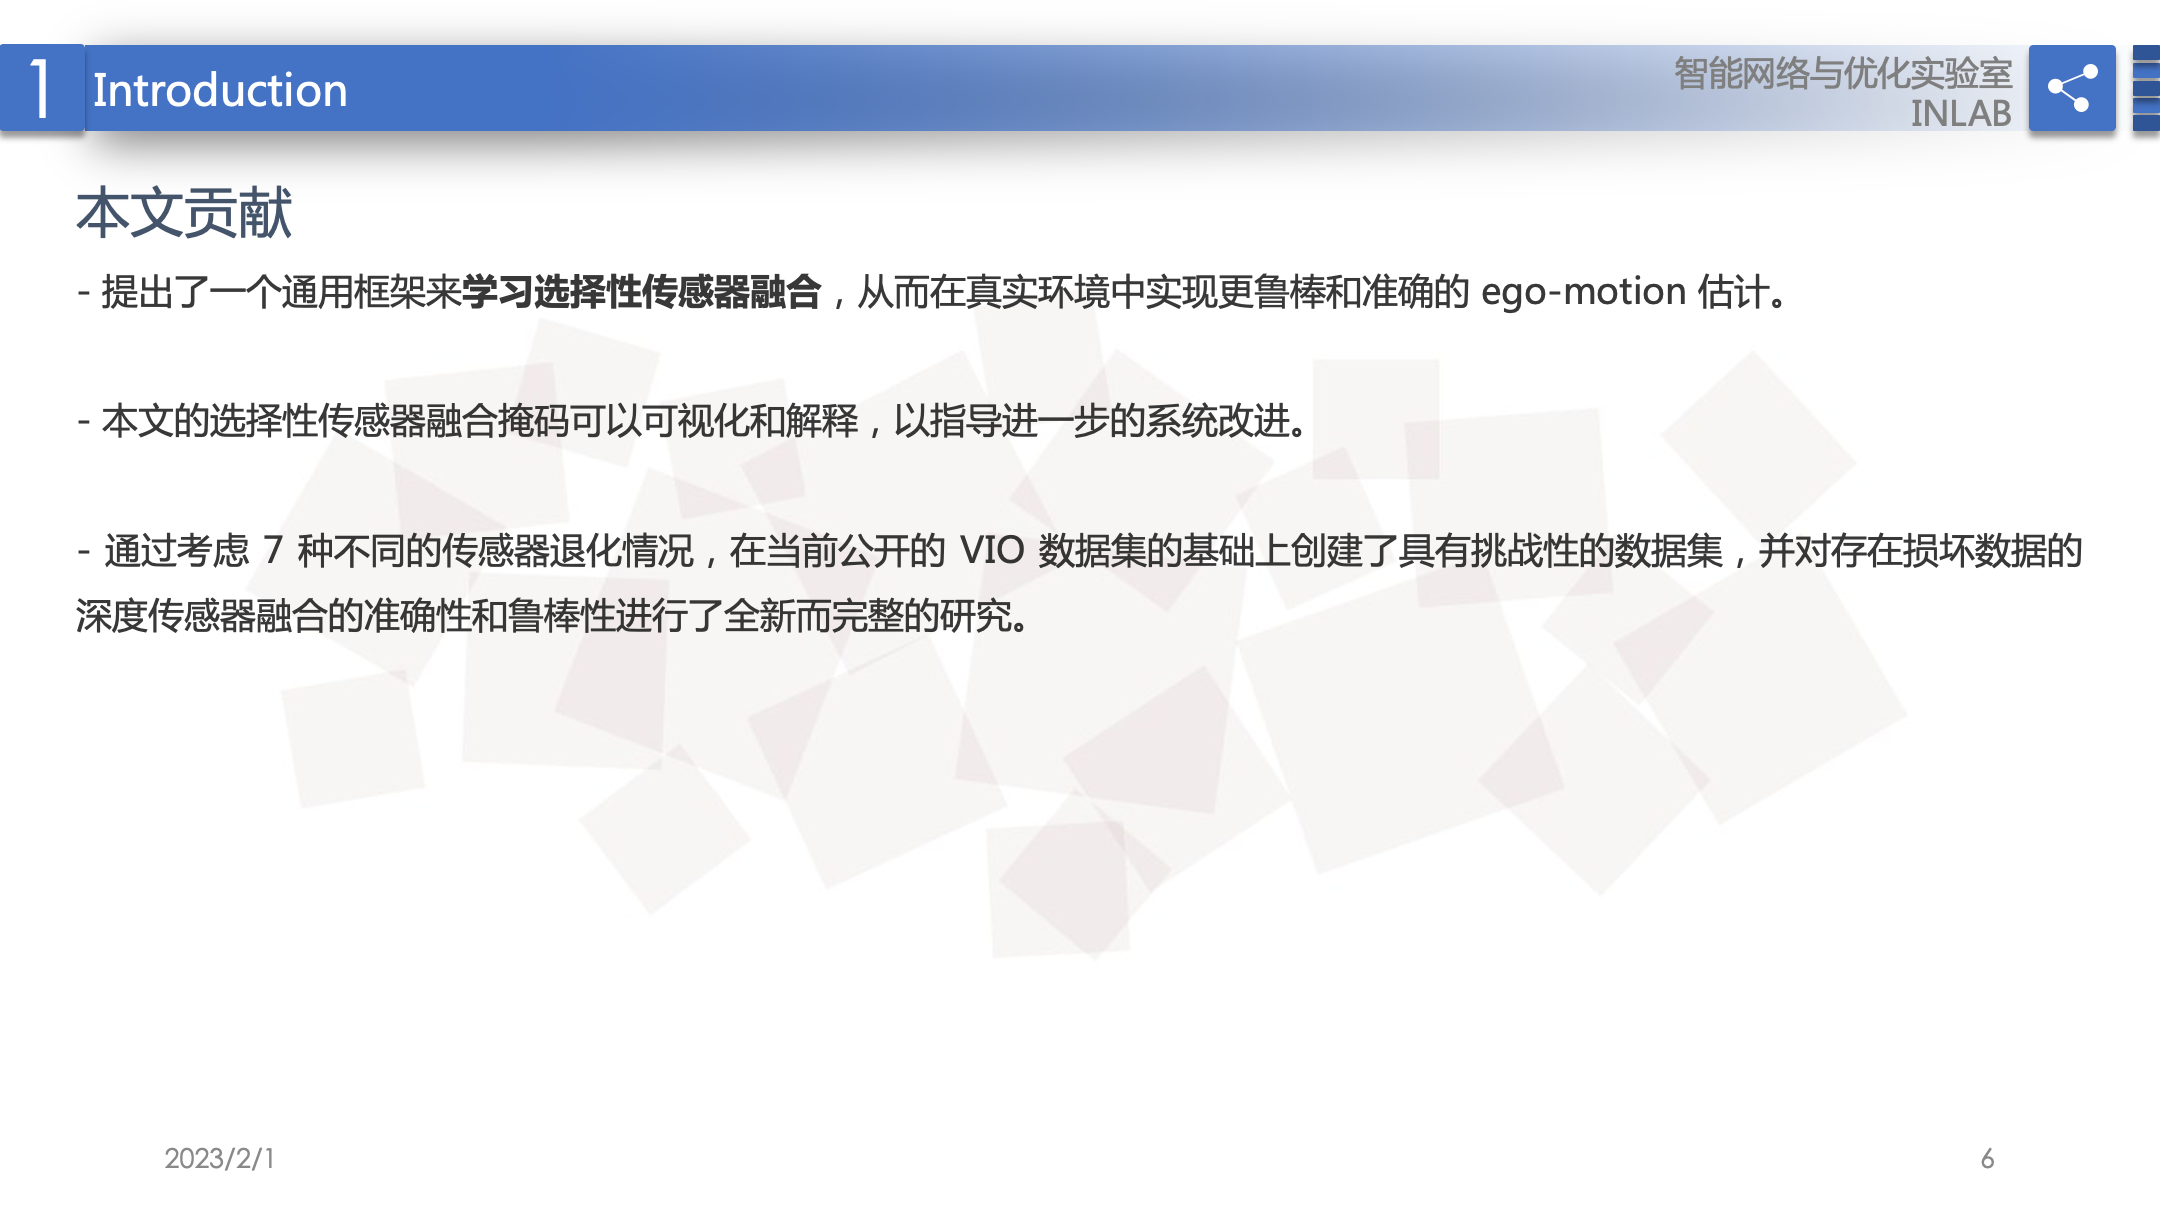 1 Introduction
智能网络与优化实验室
INLAB
本文贡献
- 提出了一个通用框架来学习选择性传感器融合，从而在真实环境中实现更鲁棒和准确的 ego-motion 估计。
- 本文的选择性传感器融合掩码可以可视化和解释，以指导进一步的系统改进。
- 通过考虑 7 种不同的传感器退化情况，在当前公开的 VIO 数据集的基础上创建了具有挑战性的数据集，并对存在损坏数据的
深度传感器融合的准确性和鲁棒性进行了全新而完整的研究。
2023/2/1
6